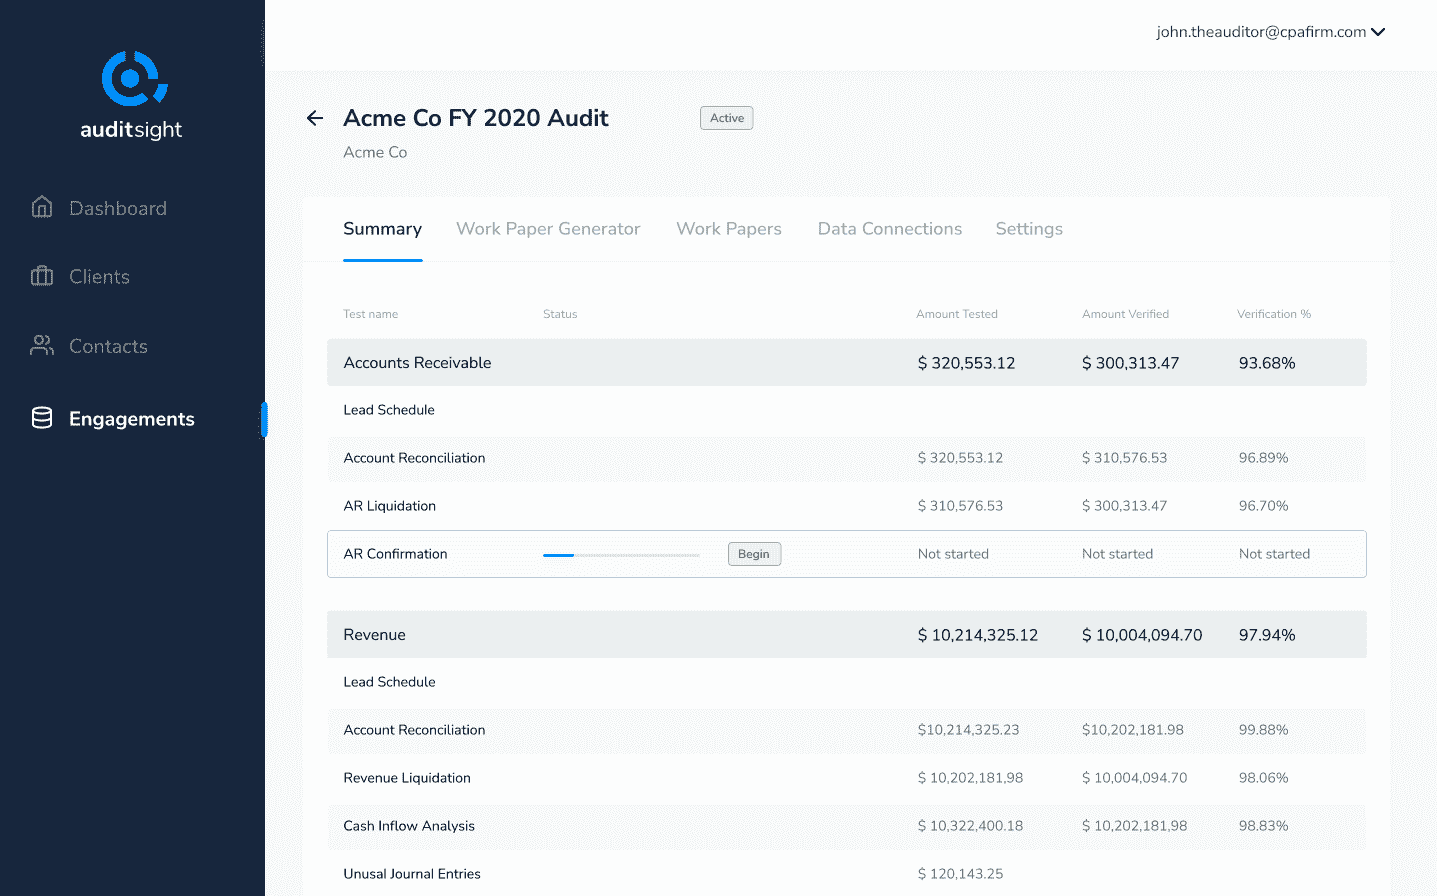 john.theauditor@cpafirm.com
auditsight
Dashboard
Clients
Contacts
Engagements
Acme Co FY 2020 Audit Active
Acme Co
Summary Work Paper Generator Work Papers Data Connections Settings
Test name Status Amount Tested Amount Verified Verification %
Accounts Receivable $ 320,553.12 $ 300,313.47 93.68%
Lead Schedule
Account Reconciliation $ 320,553.12 $ 310,576.53 96.89%
AR Liquidation $ 310,576.53 $ 300,313.47 96.70%
AR Confirmation Begin Not started Not started Not started
Revenue $ 10,214,325.12 $ 10,004,094.70 97.94%
Lead Schedule
Account Reconciliation $10,214,325.23 $10,202,181.98 99.88%
Revenue Liquidation $ 10,202,181,98 $ 10,004,094.70 98.06%
Cash Inflow Analysis $ 10,322,400.18 $ 10,202,181,98 98.83%
Unusal Journal Entries $ 120,143.25